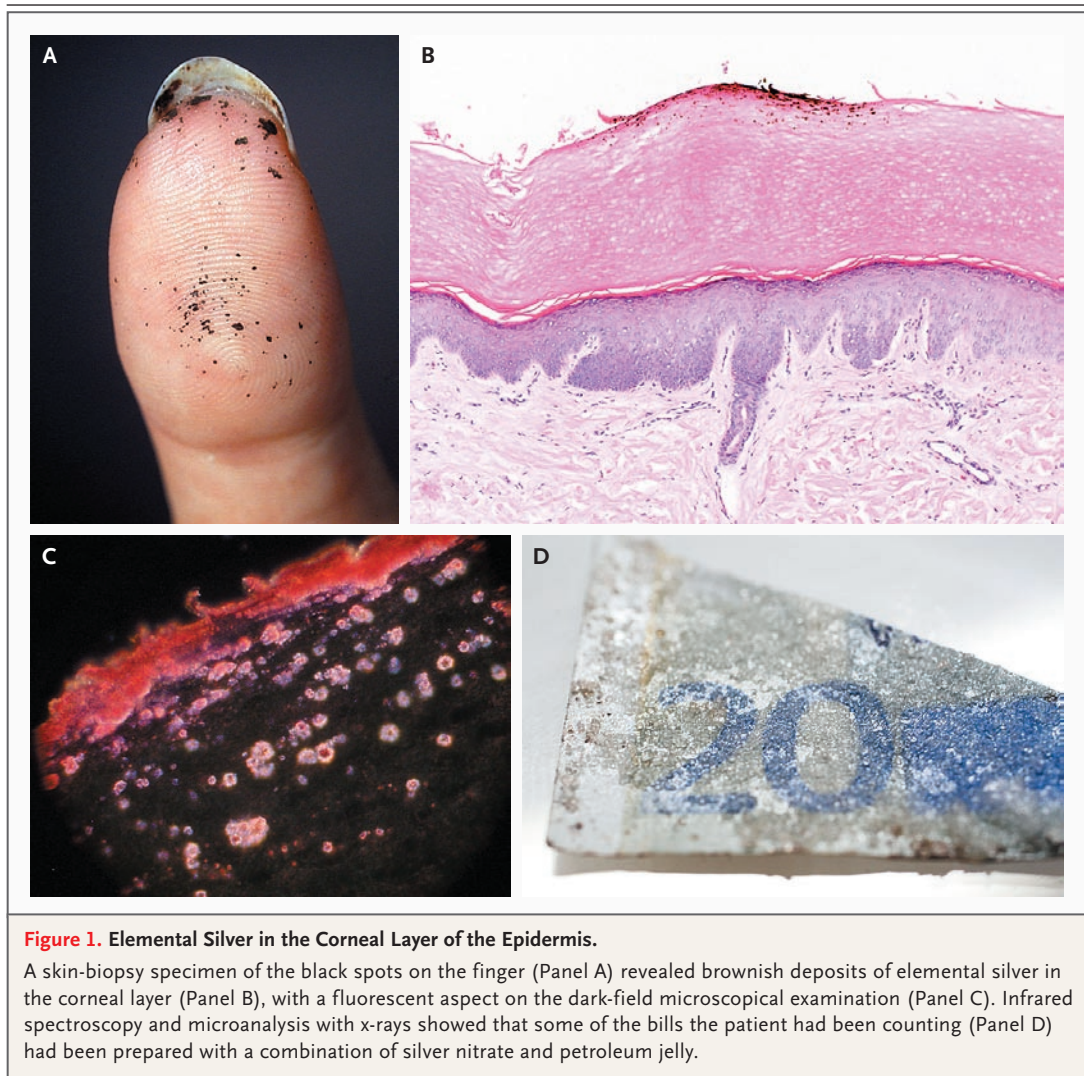 A
B
C
D
20
Figure 1. Elemental Silver in the Corneal Layer of the Epidermis.
A skin-biopsy specimen of the black spots on the finger (Panel A) revealed brownish deposits of elemental silver in
the corneal layer (Panel B), with a fluorescent aspect on the dark-field microscopical examination (Panel C). Infrared
spectroscopy and microanalysis with x-rays showed that some of the bills the patient had been counting (Panel D)
had been prepared with a combination of silver nitrate and petroleum jelly.